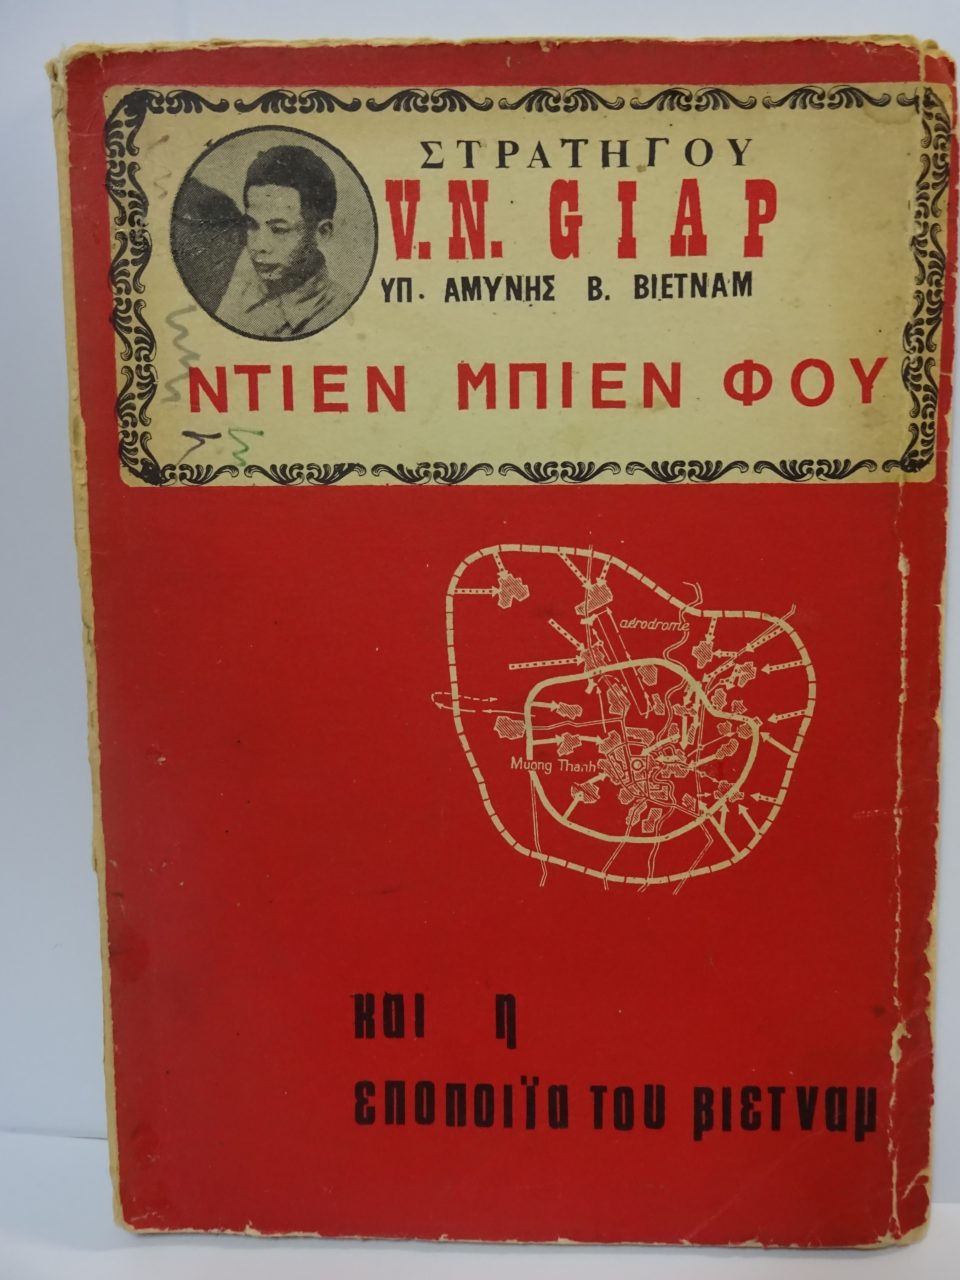 ΣΤΡΑΤΗΓΟΥ
V.N. GIAP
ΥΠ. ΑΜΥΝΗΣ Β. ΒΙΕΤΝΑΜ
ΝΤΙΕΝ ΜΠΙΕΝ ΦΟΥ
aérodrome
Muong Thanh
και η
εποποιϊα του βιετναμ